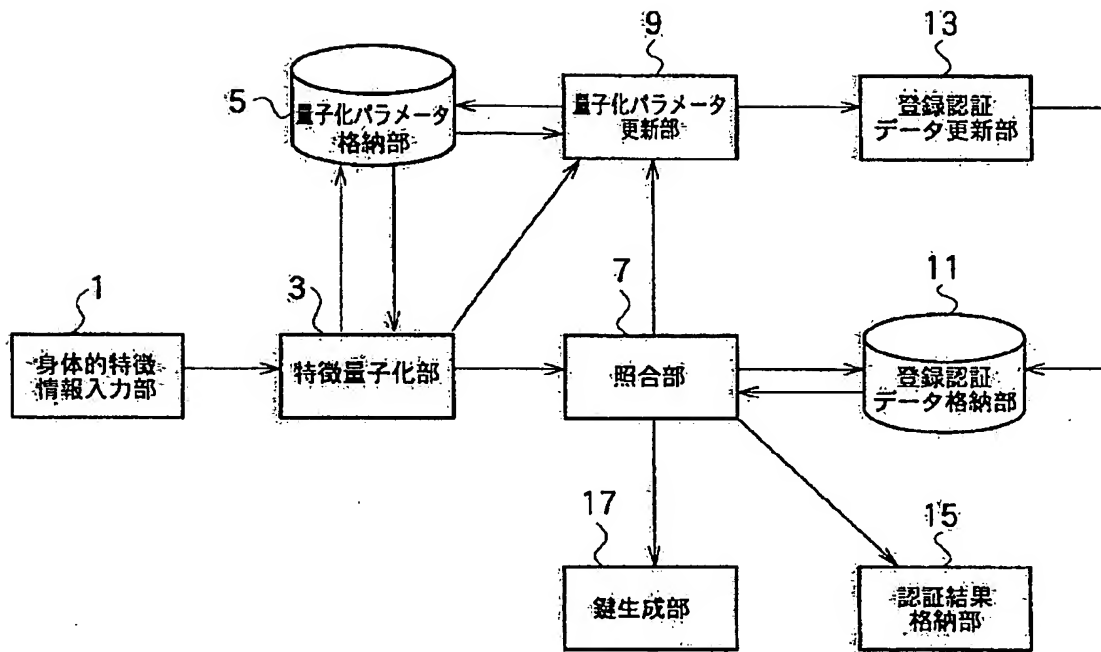 9
13
5
量子化パラメータ
格納部
量子化パラメータ
更新部
登録認証
データ更新部
1
3
7
11
身体的特徴
情報入力部
特徴量子化部
照合部
登録認証
データ格納部
17
15
鍵生成部
認証結果
格納部